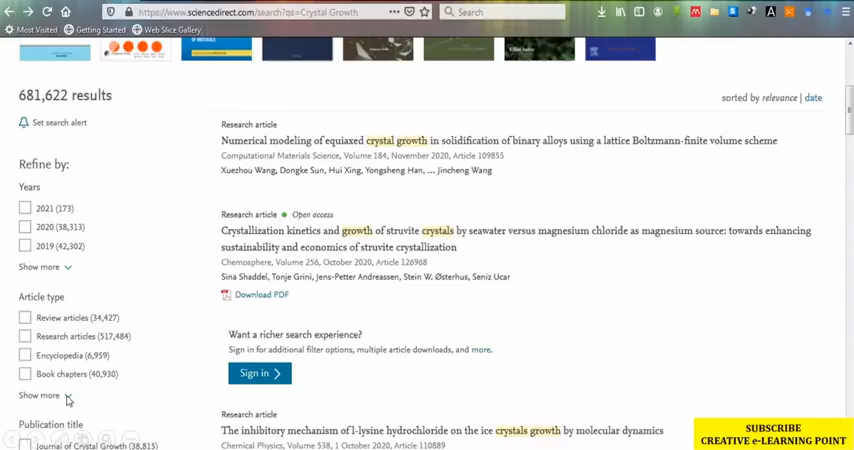 https://www.sciencedirect.com/search?qs=Crystal Growth
Search
Most Visited
Getting Started
Web Slice Gallery
681,622 results
sorted by relevance | date
Set search alert
Refine by:
Years
2021 (173)
2020 (38,313)
2019 (42,302)
Show more
Article type
Review articles (34,427)
Research articles (517,484)
Encyclopedia (6,959)
Book chapters (40,930)
Show more
Publication title
Journal of Crystal Growth (38,815)
Research article
Numerical modeling of equiaxed crystal growth in solidification of binary alloys using a lattice Boltzmann-finite volume scheme
Computational Materials Science, Volume 184, November 2020, Article 109855
Xuezhou Wang, Dongke Sun, Hui Xing, Yongsheng Han, ... Jincheng Wang
Research article Open access
Crystallization kinetics and growth of struvite crystals by seawater versus magnesium chloride as magnesium source: towards enhancing
sustainability and economics of struvite crystallization
Chemosphere, Volume 256, October 2020, Article 126968
Sina Shaddel, Tonje Grini, Jens-Petter Andreassen, Stein W. Østerhus, Seniz Ucar
Download PDF
Want a richer search experience?
Sign in for additional filter options, multiple article downloads, and more.
Sign in
Research article
The inhibitory mechanism of l-lysine hydrochloride on the ice crystals growth by molecular dynamics
Chemical Physics, Volume 538, 1 October 2020, Article 110889
SUBSCRIBE
CREATIVE e-LEARNING POINT